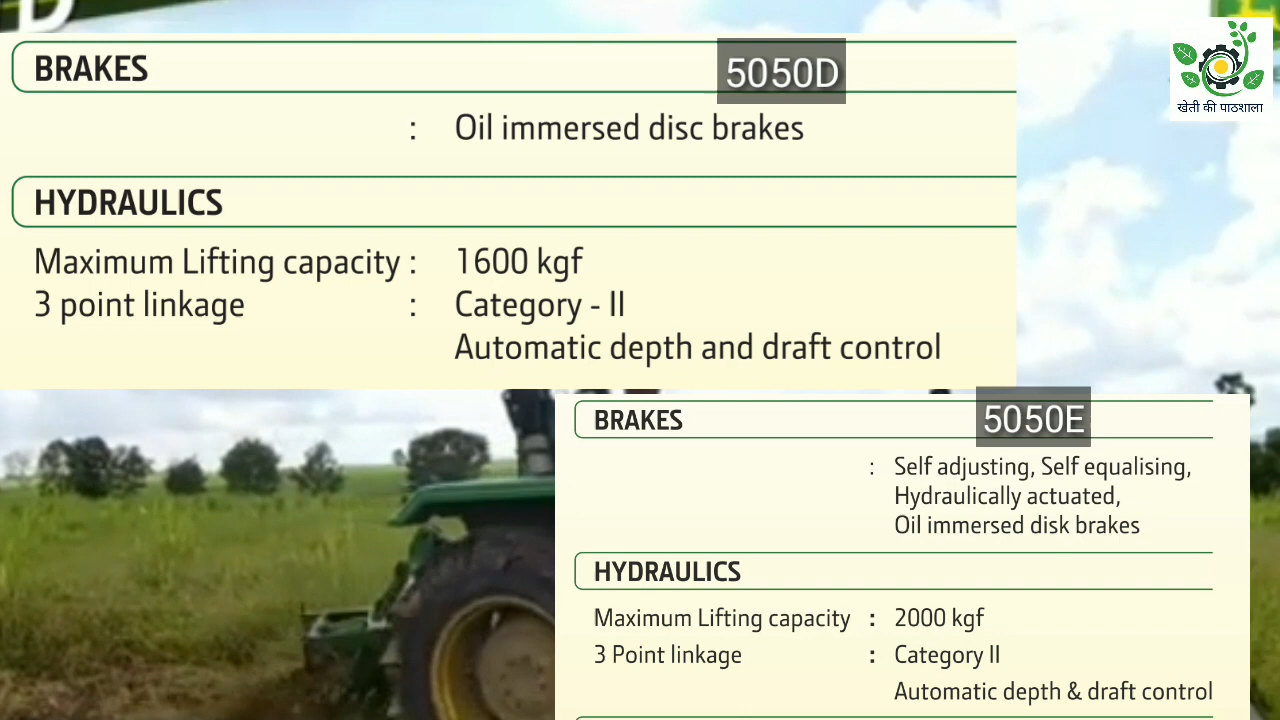 D
BRAKES
5050D
: Oil immersed disc brakes
HYDRAULICS
Maximum Lifting capacity : 1600 kgf
3 point linkage : Category - II
Automatic depth and draft control
खेती की पाठशाला
BRAKES
5050E
: Self adjusting, Self equalising,
Hydraulically actuated,
Oil immersed disk brakes
HYDRAULICS
Maximum Lifting capacity : 2000 kgf
3 Point linkage : Category II
Automatic depth & draft control